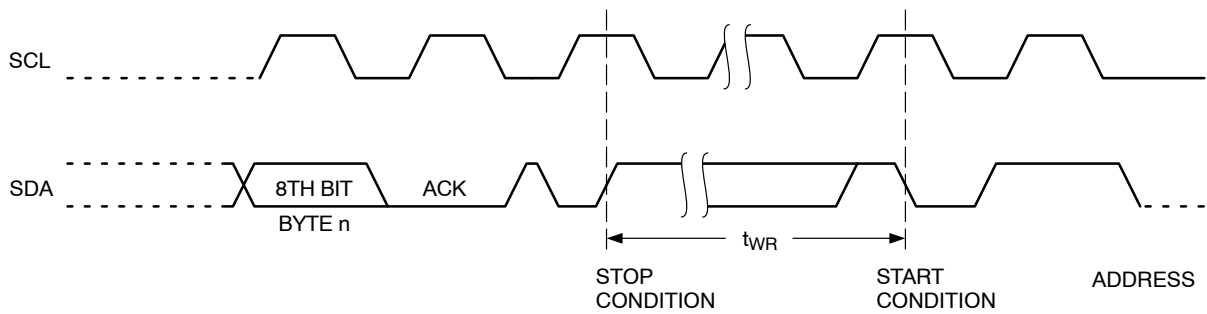 SCL
SDA
8TH BIT
ACK
BYTE n
tWR
STOP
CONDITION
START
CONDITION
ADDRESS